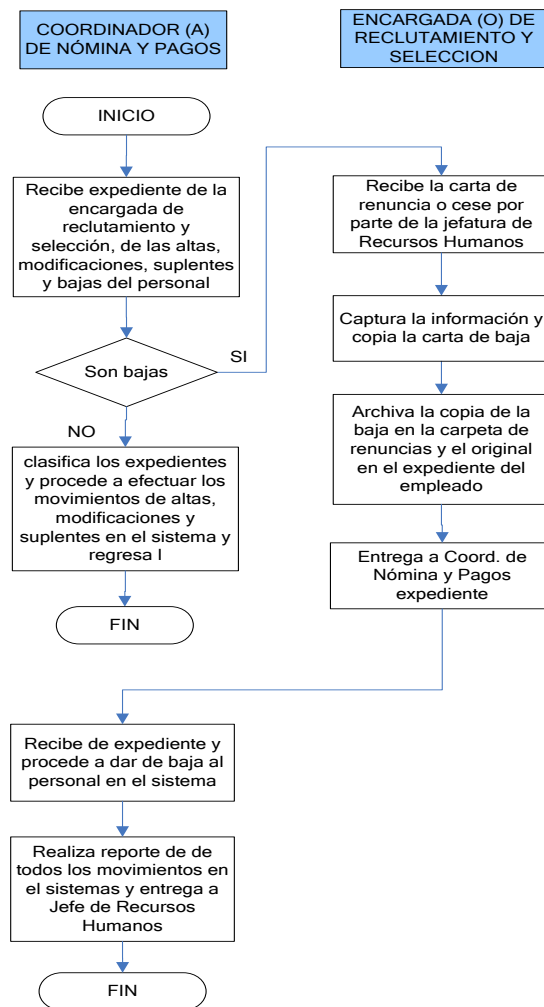 COORDINADOR (A)
DE NÓMINA Y PAGOS
ENCARGADA (O) DE
RECLUTAMIENTO Y
SELECCION
INICIO
Recibe expediente de la
encargada de
reclutamiento y
selección, de las altas,
modificaciones, suplentes
y bajas del personal
Son bajas
SI
NO
clasifica los expedientes
y procede a efectuar los
movimientos de altas,
modificaciones y
suplentes en el sistema y
regresa l
FIN
Recibe la carta de
renuncia o cese por
parte de la jefatura de
Recursos Humanos
Captura la información y
copia la carta de baja
Archiva la copia de la
baja en la carpeta de
renuncias y el original
en el expediente del
empleado
Entrega a Coord. de
Nómina y Pagos
expediente
Recibe de expediente y
procede a dar de baja al
personal en el sistema
Realiza reporte de de
todos los movimientos en
el sistemas y entrega a
Jefe de Recursos
Humanos
FIN